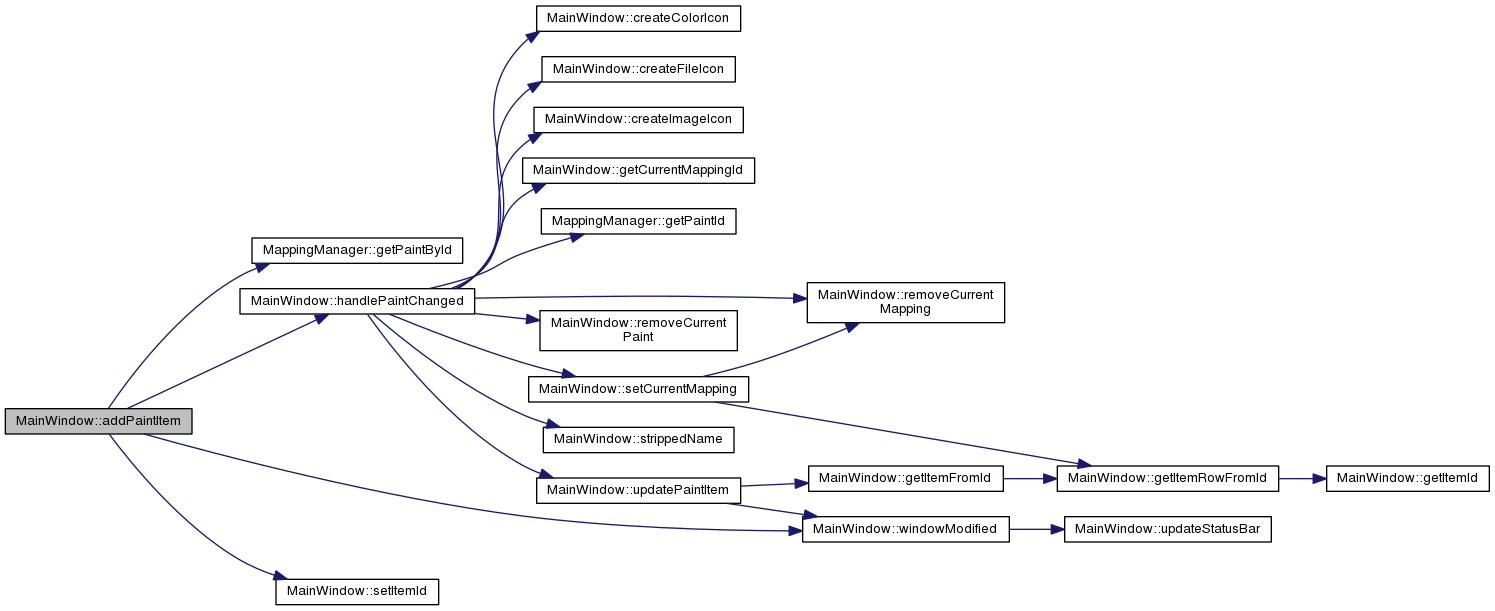 MainWindow::createColorIcon
MainWindow::createFileIcon
MainWindow::createImageIcon
MainWindow::getCurrentMappingId
MappingManager::getPaintId
MappingManager::getPaintById
MainWindow::handlePaintChanged
MainWindow::removeCurrent
Mapping
MainWindow::removeCurrent
Paint
MainWindow::setCurrentMapping
MainWindow::addPaintItem
MainWindow::strippedName
MainWindow::updatePaintItem
MainWindow::getItemFromId
MainWindow::getItemRowFromId
MainWindow::getItemId
MainWindow::windowModified
MainWindow::updateStatusBar
MainWindow::setItemId